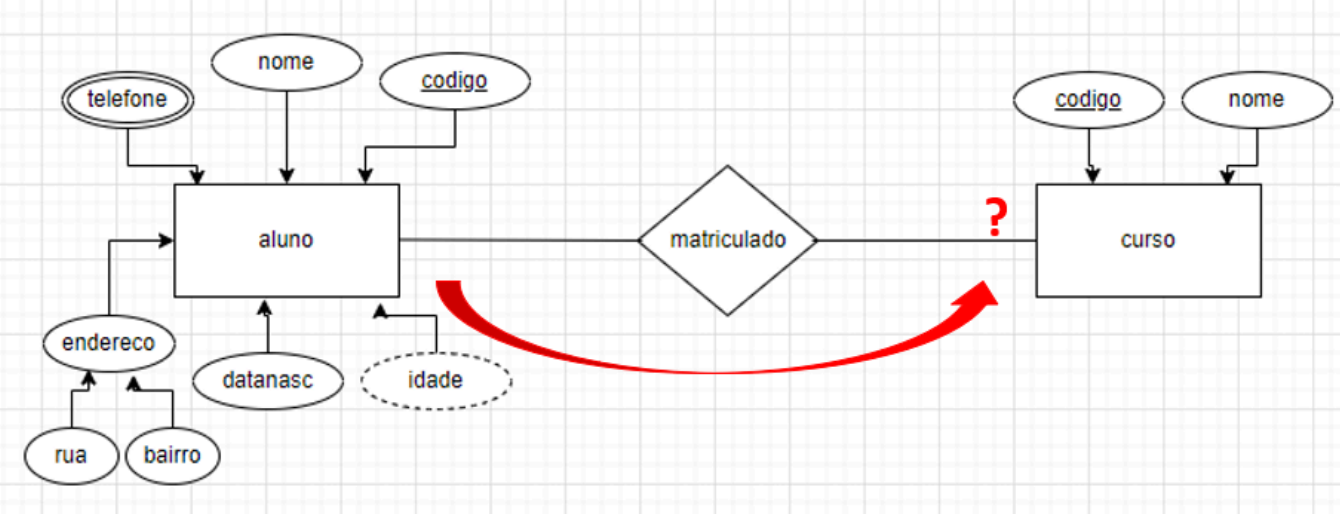 nome
codigo
telefone
codigo
nome
?
aluno
matriculado
curso
endereco
datanasc
idade
rua
bairro